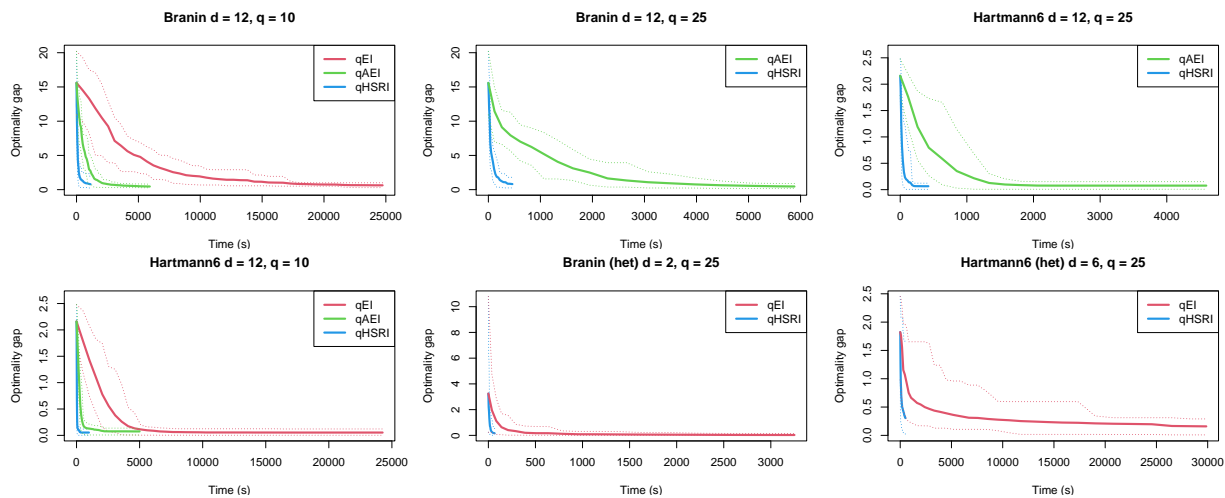 Branin d = 12, q = 10
Optimality gap
20
15
10
5
0
0 5000 10000 15000 20000 25000
Time (s)
qEI
qAEI
qHSRI
Branin d = 12, q = 25
Optimality gap
20
15
10
5
0
0 1000 2000 3000 4000 5000 6000
Time (s)
qAEI
qHSRI
Hartmann6 d = 12, q = 25
Optimality gap
2.5
2.0
1.5
1.0
0.5
0.0
0 1000 2000 3000 4000
Time (s)
qAEI
qHSRI
Hartmann6 d = 12, q = 10
Optimality gap
2.5
2.0
1.5
1.0
0.5
0.0
0 5000 10000 15000 20000 25000
Time (s)
qEI
qAEI
qHSRI
Branin (het) d = 2, q = 25
Optimality gap
10
8
6
4
2
0
0 500 1000 1500 2000 2500 3000
Time (s)
qEI
qHSRI
Hartmann6 (het) d = 6, q = 25
Optimality gap
2.5
2.0
1.5
1.0
0.5
0.0
0 5000 10000 15000 20000 25000 30000
Time (s)
qEI
qHSRI